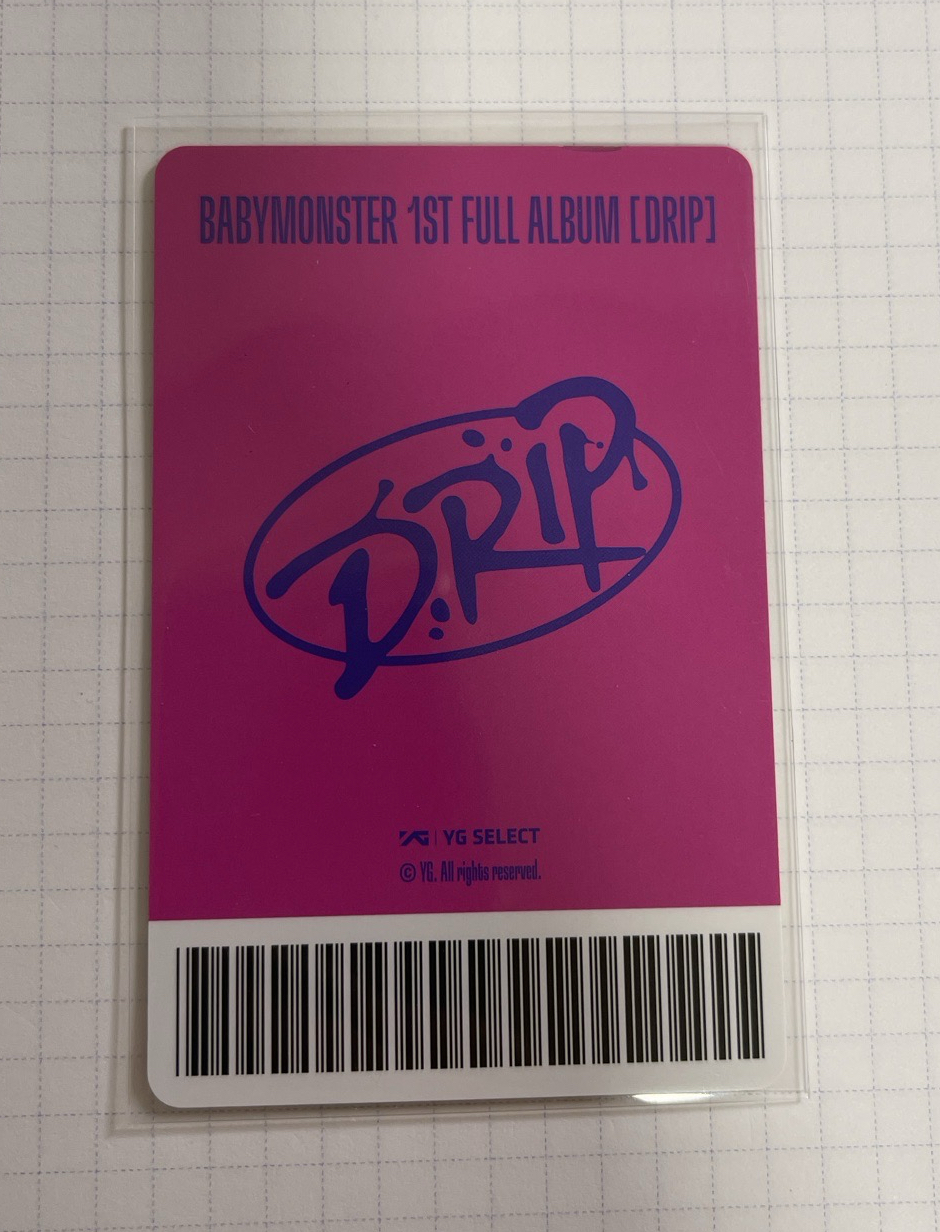 BABYMONSTER 1ST FULL ALBUM [DRIP]
DRIP
YG | YG SELECT
© YG. All rights reserved.